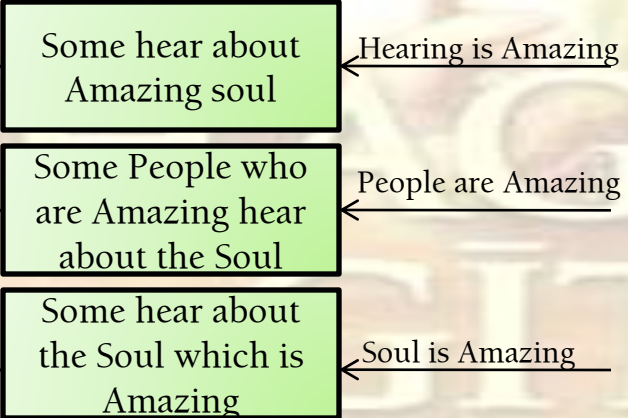 Some hear about
Amazing soul
Hearing is Amazing
Some People who
are Amazing hear
about the Soul
People are Amazing
Some hear about
the Soul which is
Amazing
Soul is Amazing